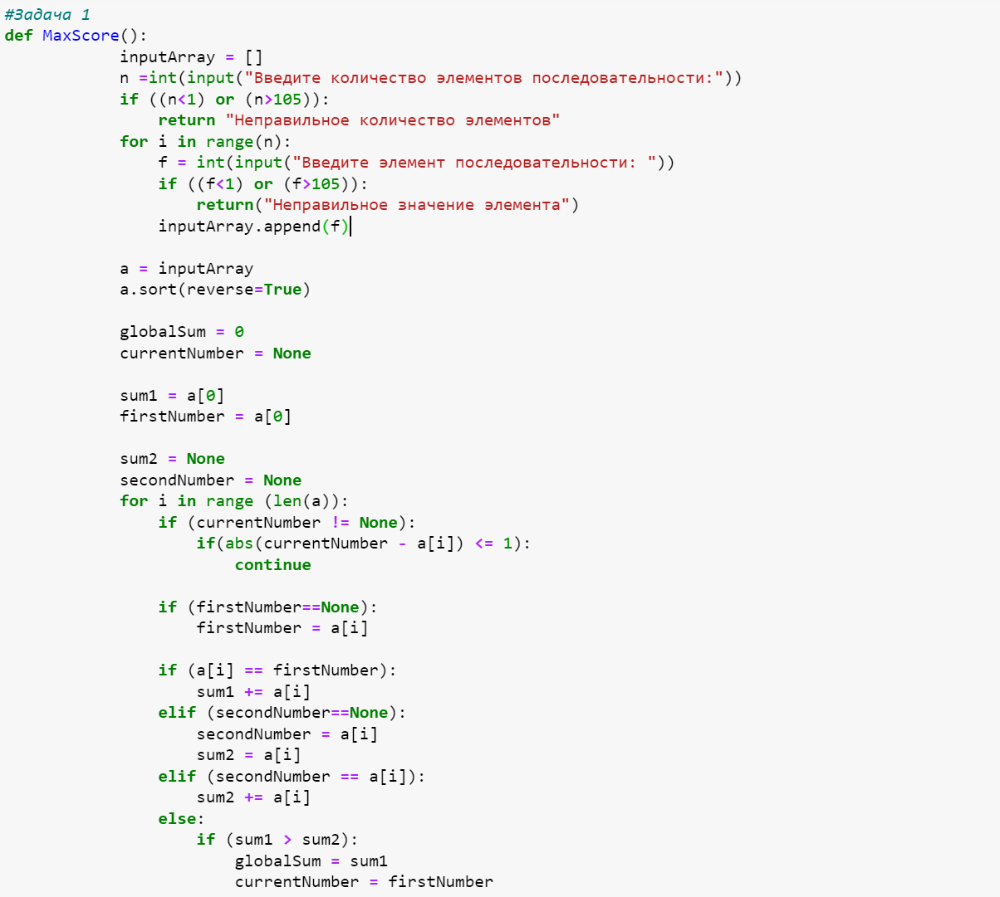 #Задача 1
def MaxScore():
inputArray = []
n =int(input("Введите количество элементов последовательности:"))
if ((n<1) or (n>105)):
return "Неправильное количество элементов"
for i in range(n):
f = int(input("Введите элемент последовательности: "))
if ((f<1) or (f>105)):
return("Неправильное значение элемента")
inputArray.append(f)
a = inputArray
a.sort(reverse=True)
globalSum = 0
currentNumber = None
sum1 = a[0]
firstNumber = a[0]
sum2 = None
secondNumber = None
for i in range (len(a)):
if (currentNumber != None):
if(abs(currentNumber - a[i]) <= 1):
continue
if (firstNumber==None):
firstNumber = a[i]
if (a[i] == firstNumber):
sum1 += a[i]
elif (secondNumber==None):
secondNumber = a[i]
sum2 = a[i]
elif (secondNumber == a[i]):
sum2 += a[i]
else:
if (sum1 > sum2):
globalSum = sum1
currentNumber = firstNumber